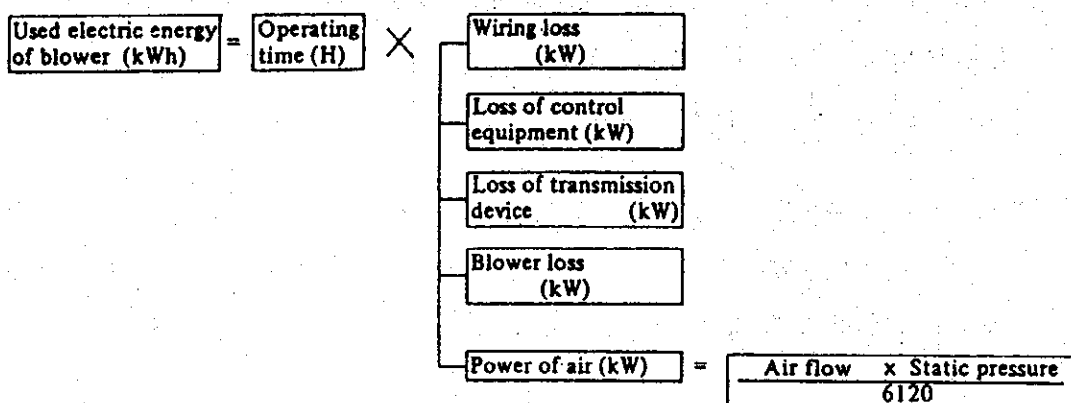 Used electric energy
of blower (kWh)
=
Operating
time (H)
×
Wiring loss
(kW)
Loss of control
equipment (kW)
Loss of transmission
device (kW)
Blower loss
(kW)
Power of air (kW)
=
Air flow x Static pressure
6120